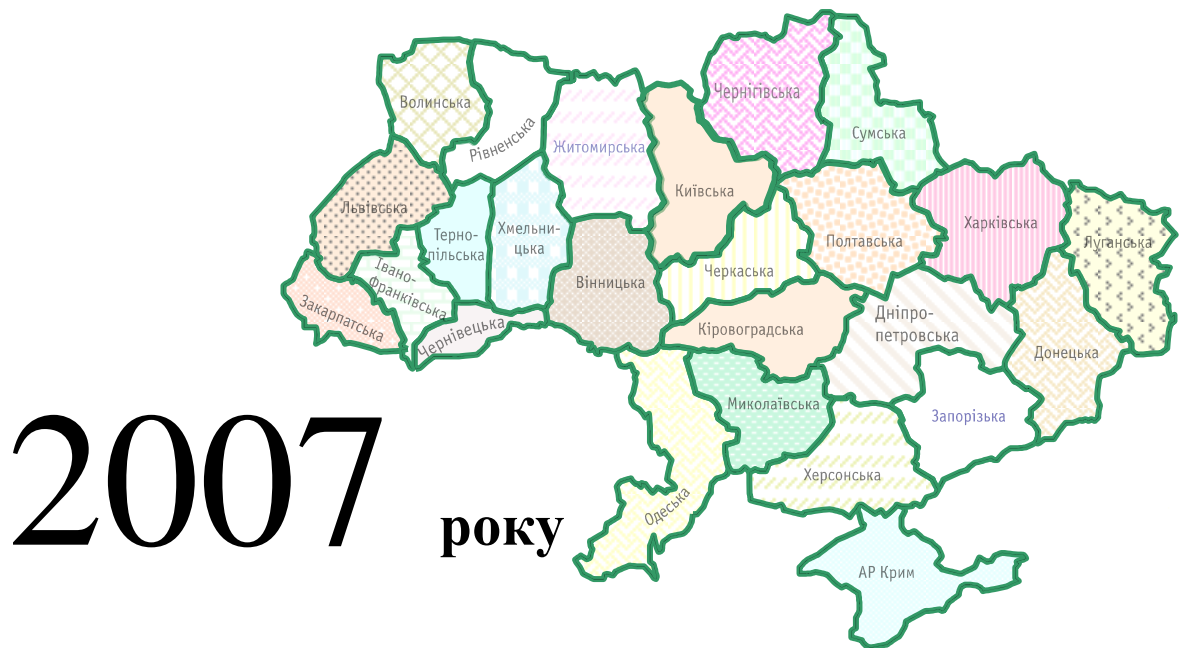 Чернігівська
Волинська
Сумська
Рівненська
Житомирська
Київська
Львівська
Харківська
Терно-
пільська
Хмельни-
цька
Полтавська
Луганська
Івано-
франківська
Черкаська
Вінницька
Закарпатська
Чернівецька
Кіровоградська
Дніпро-
петровська
Донецька
Миколаївська
Запорізька
Херсонська
Одеська
2007
року
АР Крим